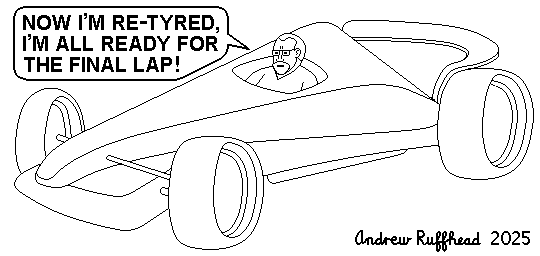 NOW I'M RE-TYRED,
I'M ALL READY FOR
THE FINAL LAP!
Andrew Ruffhead 2025